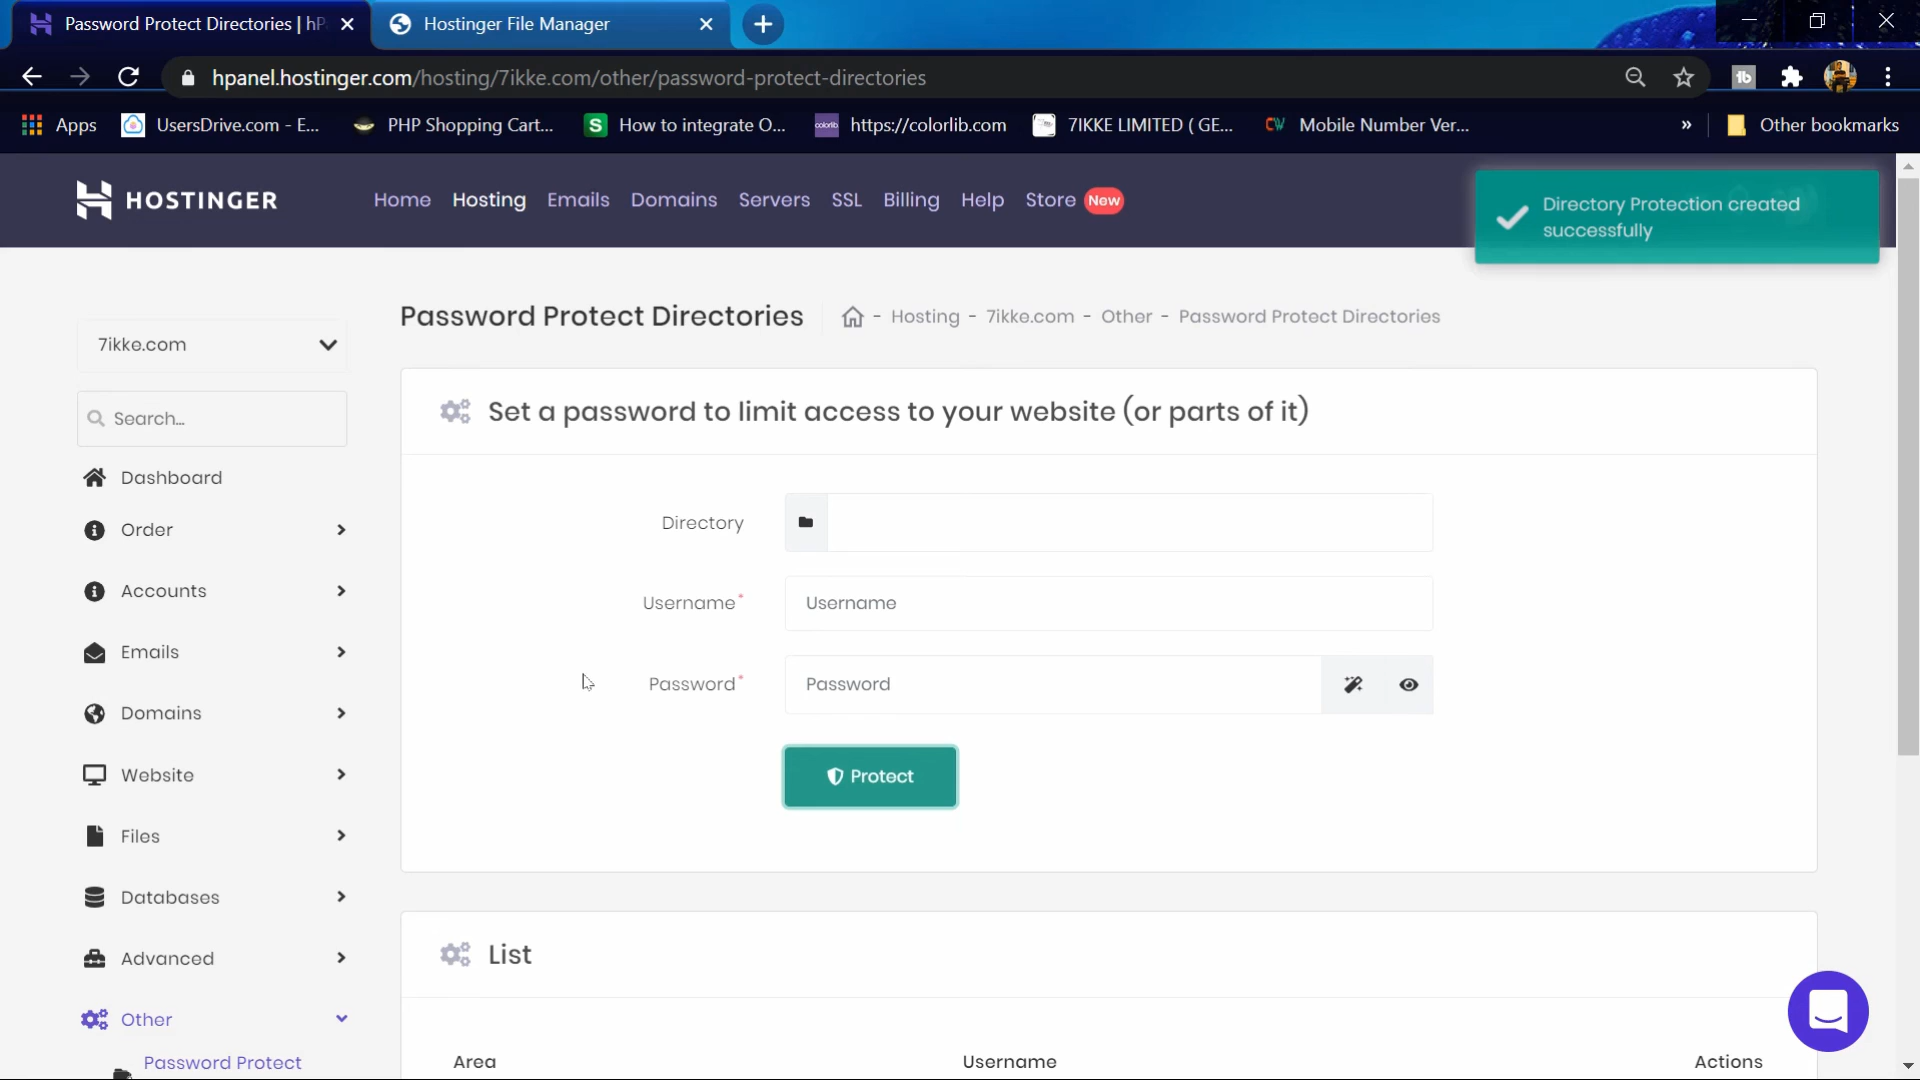 Password Protect Directories | hP
Hostinger File Manager
hpanel.hostinger.com/hosting/7ikke.com/other/password-protect-directories
Apps
UsersDrive.com - E...
PHP Shopping Cart...
S
How to integrate O...
colorlib
https://colorlib.com
7IKKE LIMITED ( GE...
CW
Mobile Number Ver...
»
Other bookmarks
HOSTINGER
Home
Hosting
Emails
Domains
Servers
SSL
Billing
Help
Store
New
Directory Protection created
successfully
7ikke.com
Search...
Dashboard
Order
Accounts
Emails
Domains
Website
Files
Databases
Advanced
Other
Password Protect
Password Protect Directories
- Hosting - 7ikke.com - Other - Password Protect Directories
Set a password to limit access to your website (or parts of it)
Directory
Username*
Username
Password*
Password
Protect
List
Area
Username
Actions